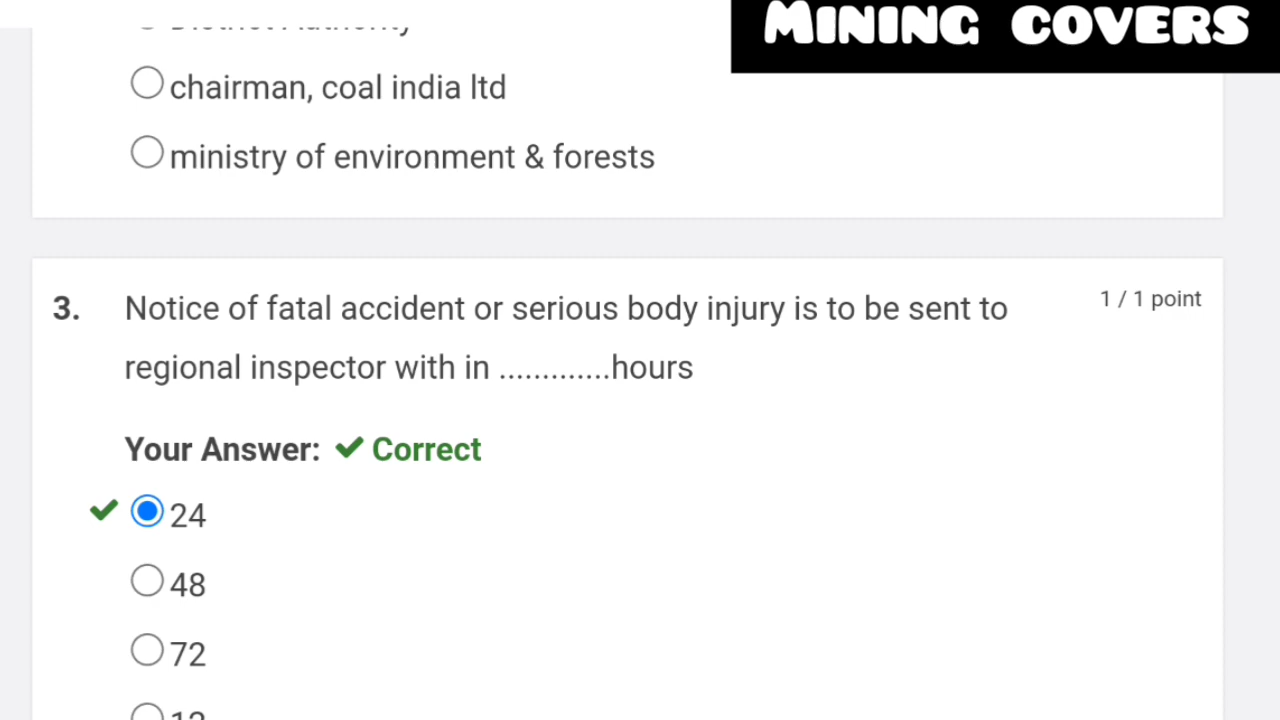 MINING COVERS
chairman, coal india ltd
ministry of environment & forests
3. Notice of fatal accident or serious body injury is to be sent to 1 / 1 point
regional inspector with in .............hours
Your Answer: ✔ Correct
24
48
72